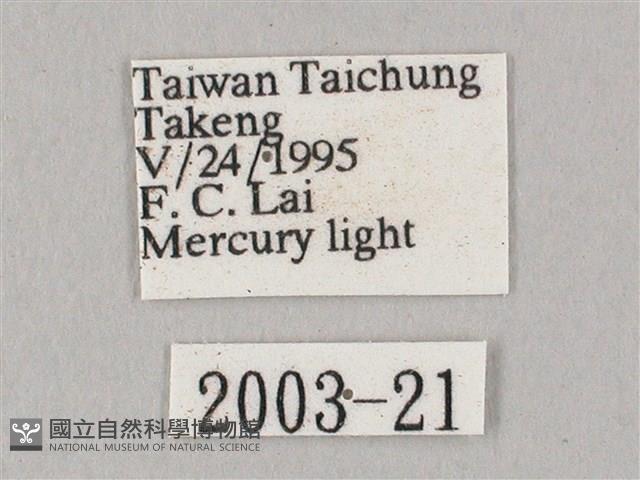 Taiwan Taichung
Takeng
V/24/1995
F. C. Lai
Mercury light
2003-21
國立自然科學博物館
NATIONAL MUSEUM OF NATURAL SCIENCE